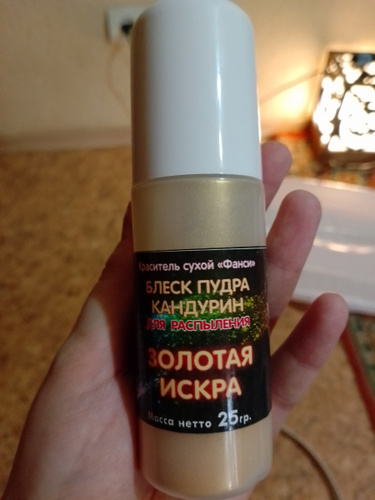 Краситель сухой «Фанси»
БЛЕСК ПУДРА
КАНДУРИН
ДЛЯ РАСПЫЛЕНИЯ
ЗОЛОТАЯ
ИСКРА
Масса нетто 25гр.